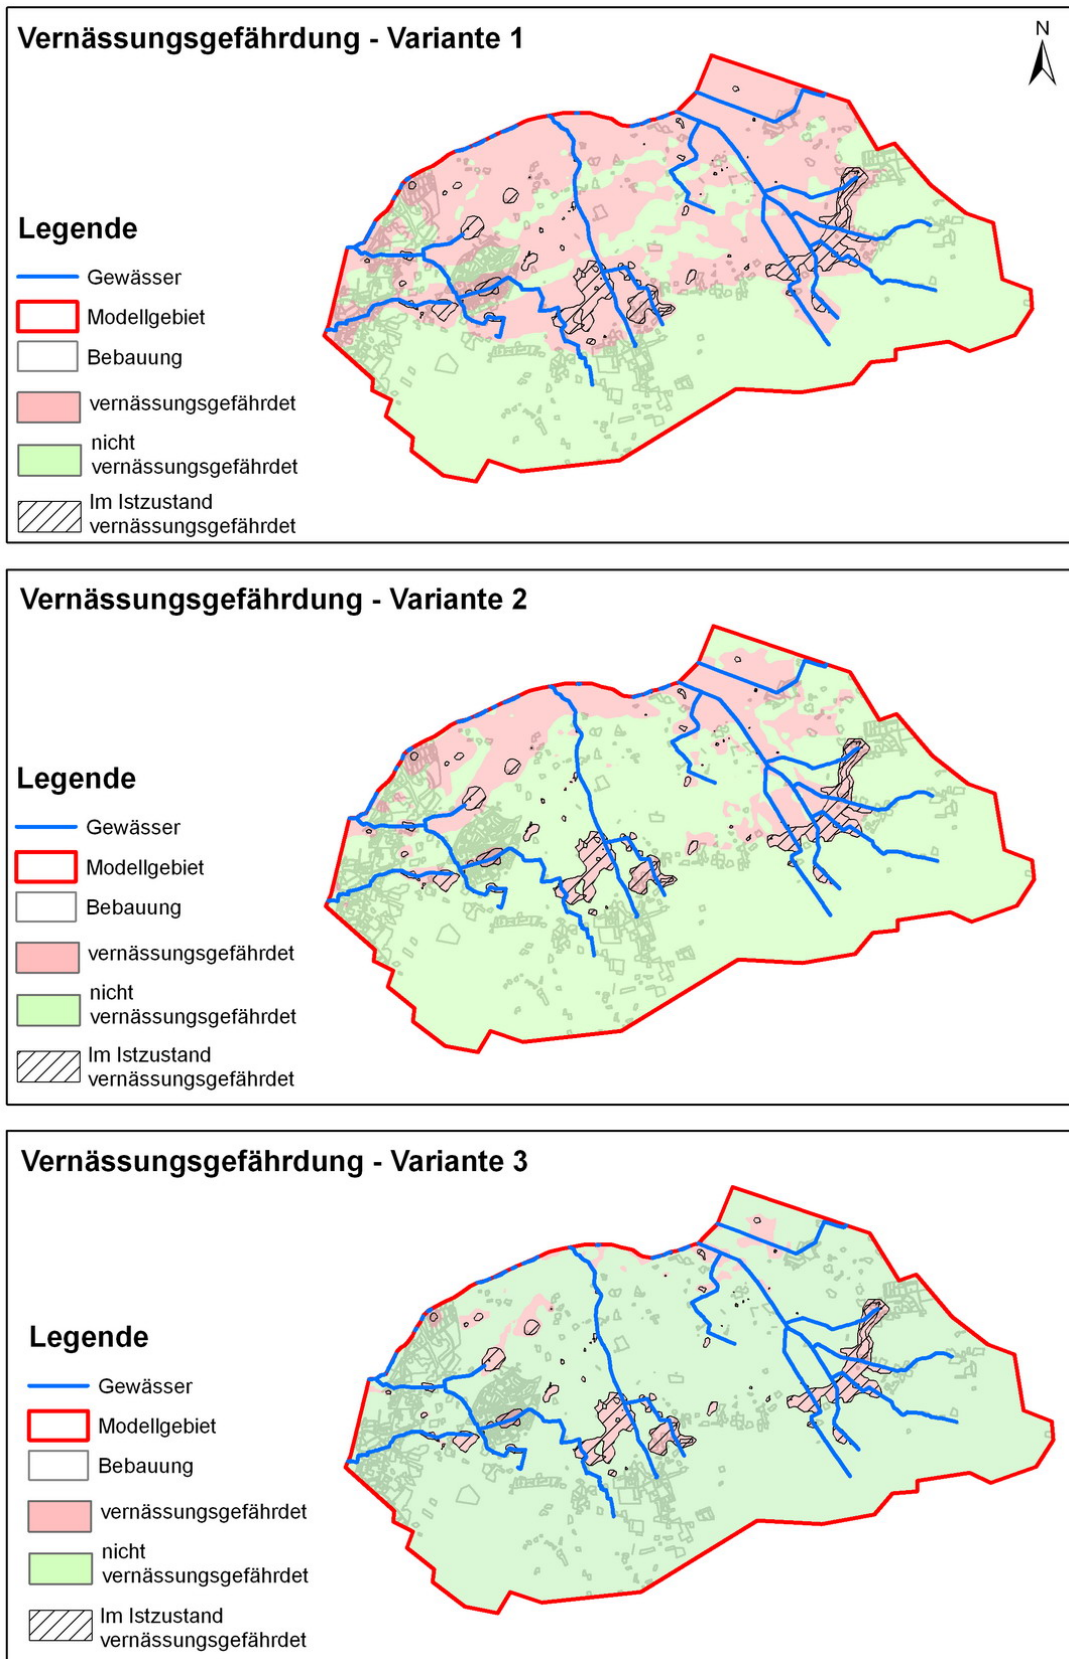 Vernässungsgefährdung - Variante 1
N
Legende
Gewässer
Modellgebiet
Bebauung
vernässungsgefährdet
nicht
vernässungsgefährdet
Im Istzustand
vernässungsgefährdet
Vernässungsgefährdung - Variante 2
Legende
Gewässer
Modellgebiet
Bebauung
vernässungsgefährdet
nicht
vernässungsgefährdet
Im Istzustand
vernässungsgefährdet
Vernässungsgefährdung - Variante 3
Legende
Gewässer
Modellgebiet
Bebauung
vernässungsgefährdet
nicht
vernässungsgefährdet
Im Istzustand
vernässungsgefährdet